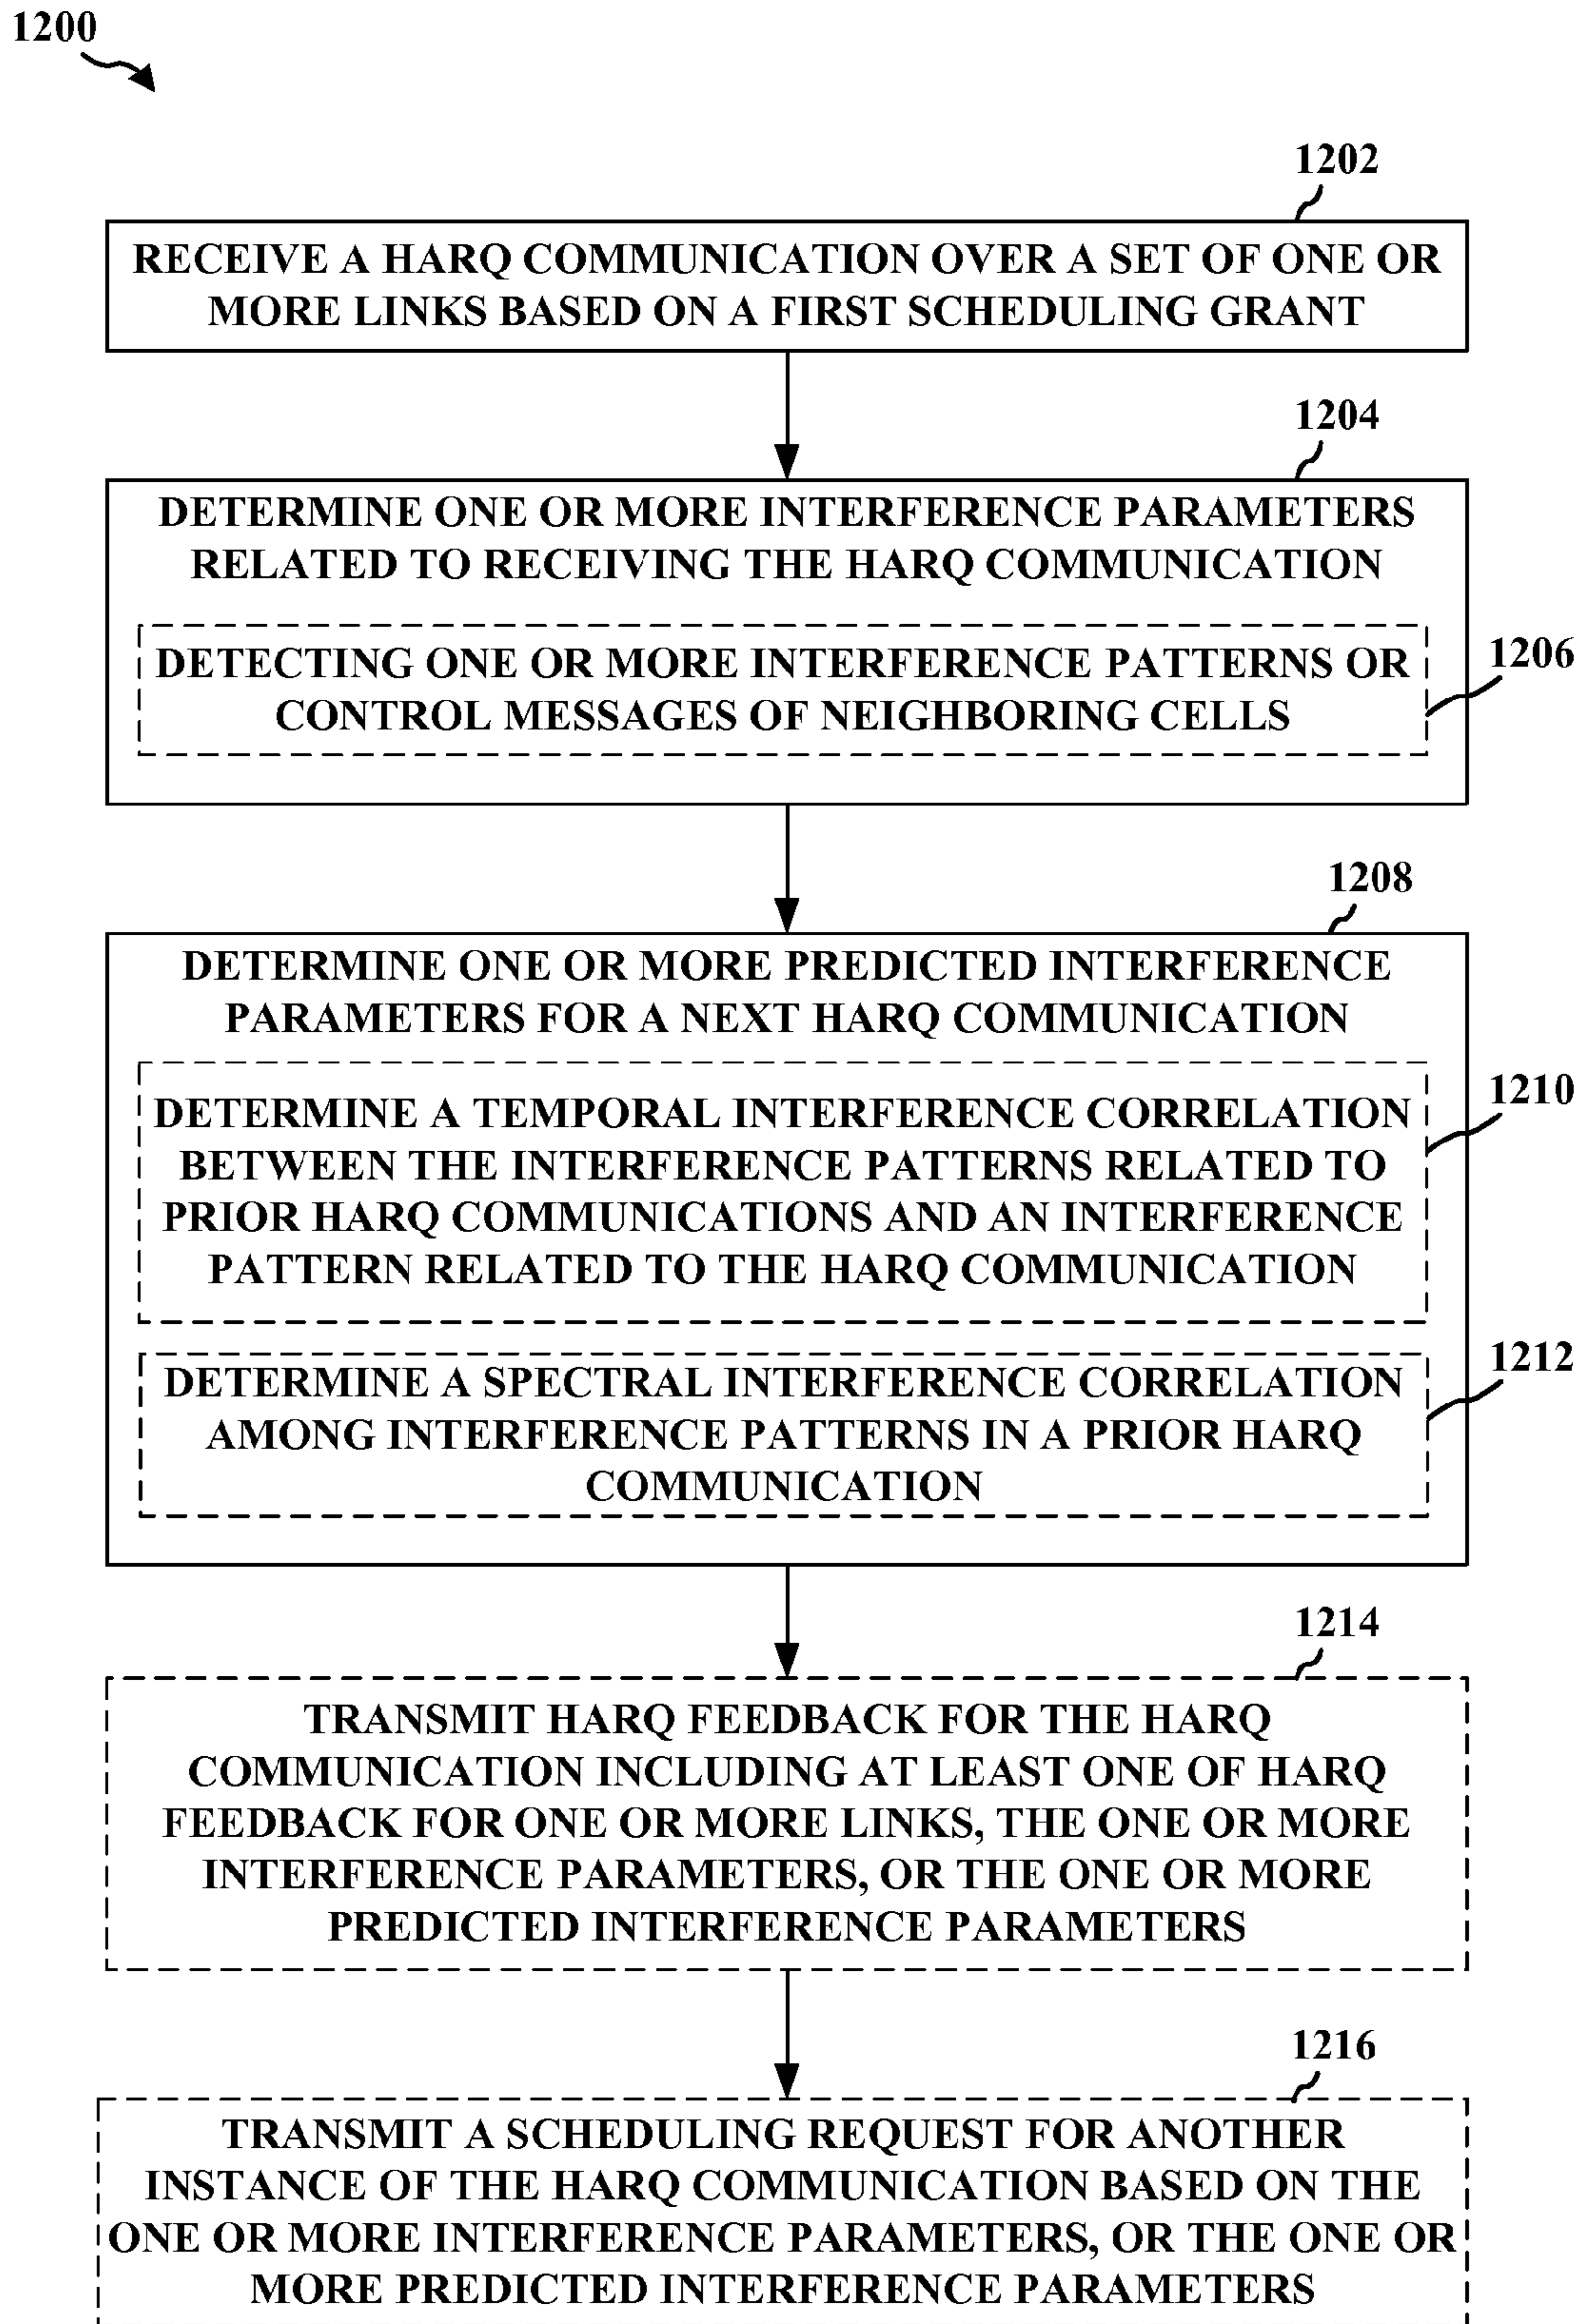 1200
1202
RECEIVE A HARQ COMMUNICATION OVER A SET OF ONE OR
MORE LINKS BASED ON A FIRST SCHEDULING GRANT
1204
DETERMINE ONE OR MORE INTERFERENCE PARAMETERS
RELATED TO RECEIVING THE HARQ COMMUNICATION
DETECTING ONE OR MORE INTERFERENCE PATTERNS OR
CONTROL MESSAGES OF NEIGHBORING CELLS
1206
1208
DETERMINE ONE OR MORE PREDICTED INTERFERENCE
PARAMETERS FOR A NEXT HARQ COMMUNICATION
DETERMINE A TEMPORAL INTERFERENCE CORRELATION
BETWEEN THE INTERFERENCE PATTERNS RELATED TO
PRIOR HARQ COMMUNICATIONS AND AN INTERFERENCE
PATTERN RELATED TO THE HARQ COMMUNICATION
1210
DETERMINE A SPECTRAL INTERFERENCE CORRELATION
AMONG INTERFERENCE PATTERNS IN A PRIOR HARQ
COMMUNICATION
1212
1214
TRANSMIT HARQ FEEDBACK FOR THE HARQ
COMMUNICATION INCLUDING AT LEAST ONE OF HARQ
FEEDBACK FOR ONE OR MORE LINKS, THE ONE OR MORE
INTERFERENCE PARAMETERS, OR THE ONE OR MORE
PREDICTED INTERFERENCE PARAMETERS
1216
TRANSMIT A SCHEDULING REQUEST FOR ANOTHER
INSTANCE OF THE HARQ COMMUNICATION BASED ON THE
ONE OR MORE INTERFERENCE PARAMETERS, OR THE ONE OR
MORE PREDICTED INTERFERENCE PARAMETERS